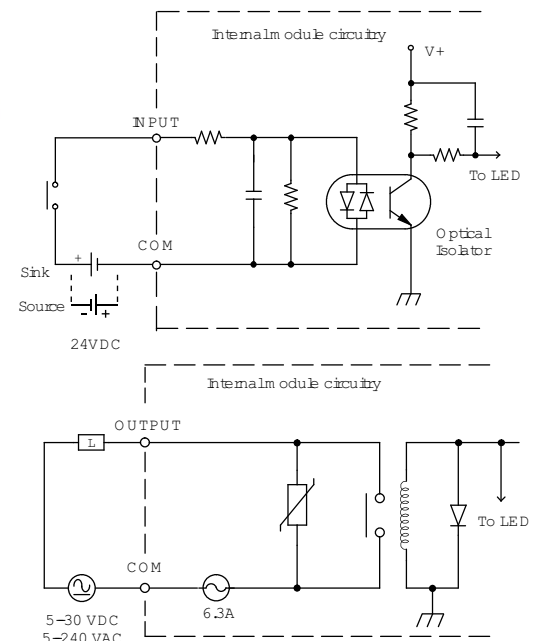 Internal module circuitry
V+
INPUT
To LED
COM
Optical
Isolator
+
Sink
Source
- +
24VDC
Internal module circuitry
OUTPUT
L
To LED
COM
6.3A
5–30 VDC
5–240 VAC